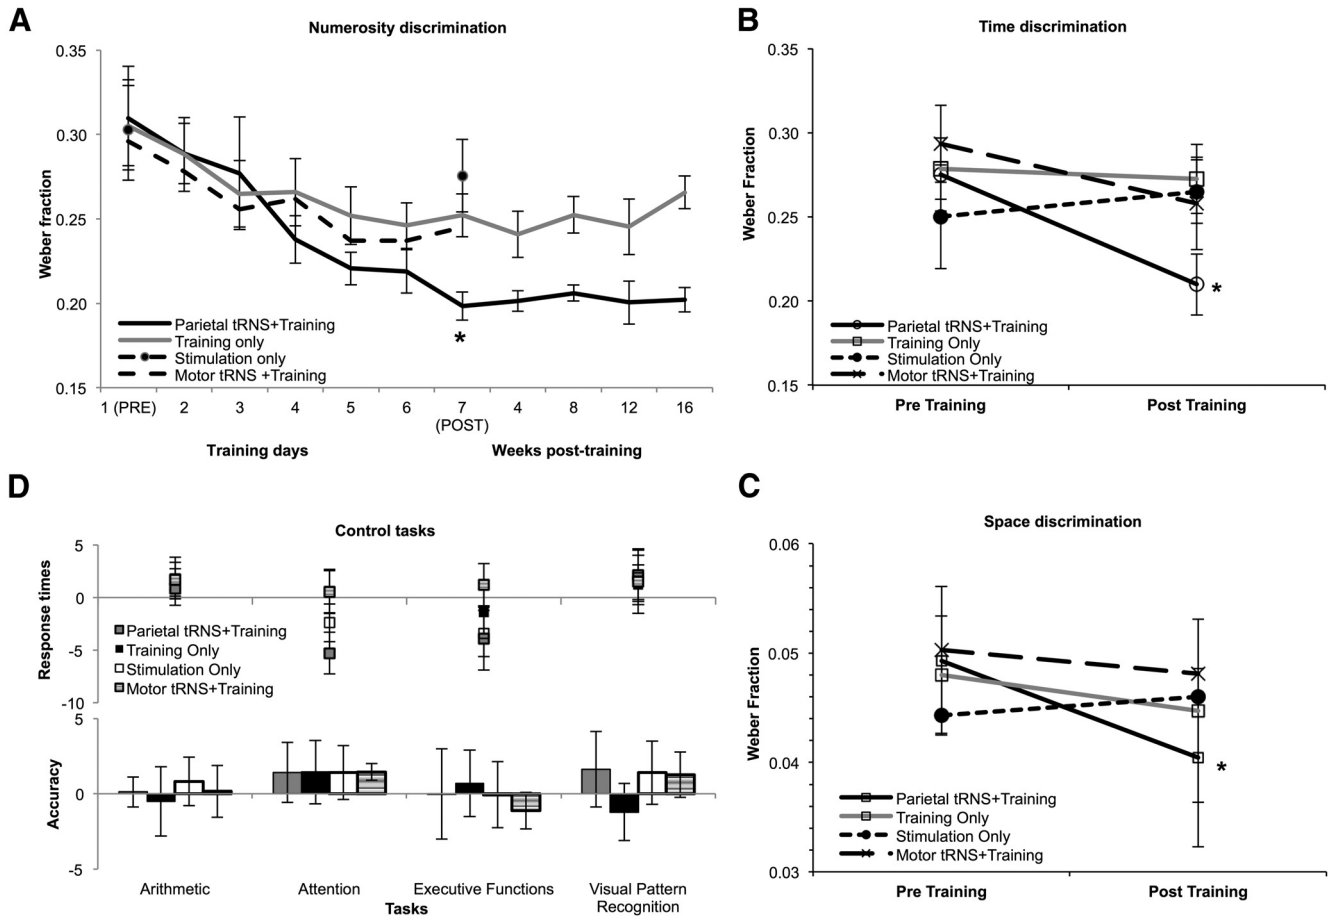 A
Numerosity discrimination
0.35
0.30
0.25
0.20
0.15
Weber fraction
Parietal tRNS+Training
Training only
Stimulation only
Motor tRNS +Training
*
1 (PRE) 2 3 4 5 6 7 4 8 12 16
(POST)
Training days Weeks post-training
B
Time discrimination
0.35
0.30
0.25
0.20
0.15
Weber Fraction
*
Parietal tRNS+Training
Training Only
Stimulation Only
Motor tRNS+Training
Pre Training Post Training
D
Control tasks
5
0
-5
-10
Response times
Parietal tRNS+Training
Training Only
Stimulation Only
Motor tRNS+Training
5
0
-5
Accuracy
Arithmetic Attention Executive Functions Visual Pattern
Recognition
Tasks
C
Space discrimination
0.06
0.05
0.04
0.03
Weber Fraction
*
Parietal tRNS+Training
Training Only
Stimulation Only
Motor tRNS+Training
Pre Training Post Training